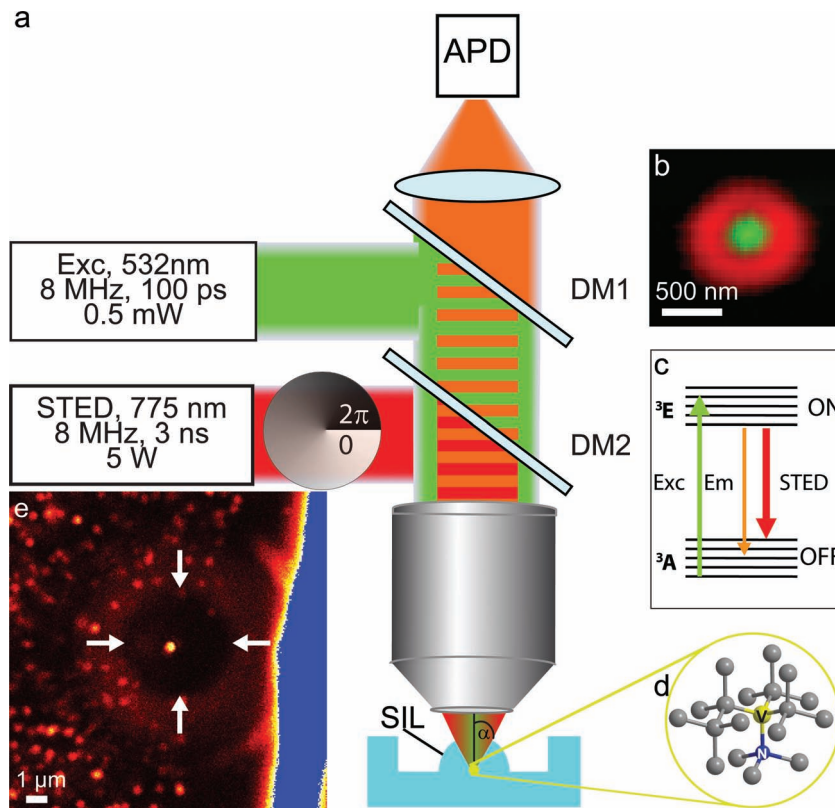 a
APD
Exc, 532nm
8 MHz, 100 ps
0.5 mW
DM1
b
500 nm
STED, 775 nm
8 MHz, 3 ns
5 W
2π
0
DM2
c
³E
ON
Exc
Em
STED
³A
OFF
e
1 μm
SIL
α
d
V
N